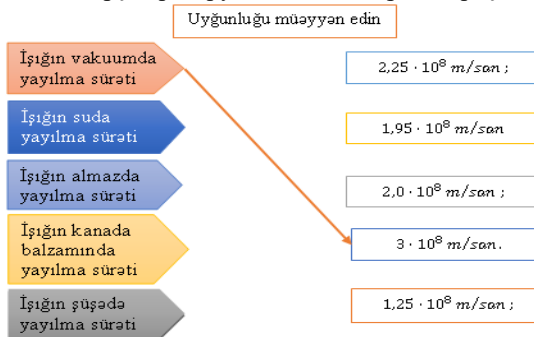 Uyğunluğu müəyyən edin
İşığın vakuumda
yayılma sürəti
2,25 · 10⁸ m/san ;
İşığın suda
yayılma sürəti
1,95 · 10⁸ m/san
İşığın almazda
yayılma sürəti
2,0 · 10⁸ m/san ;
İşığın kanada
balzamında
yayılma sürəti
3 · 10⁸ m/san.
İşığın şüşədə
yayılma sürəti
1,25 · 10⁸ m/san ;